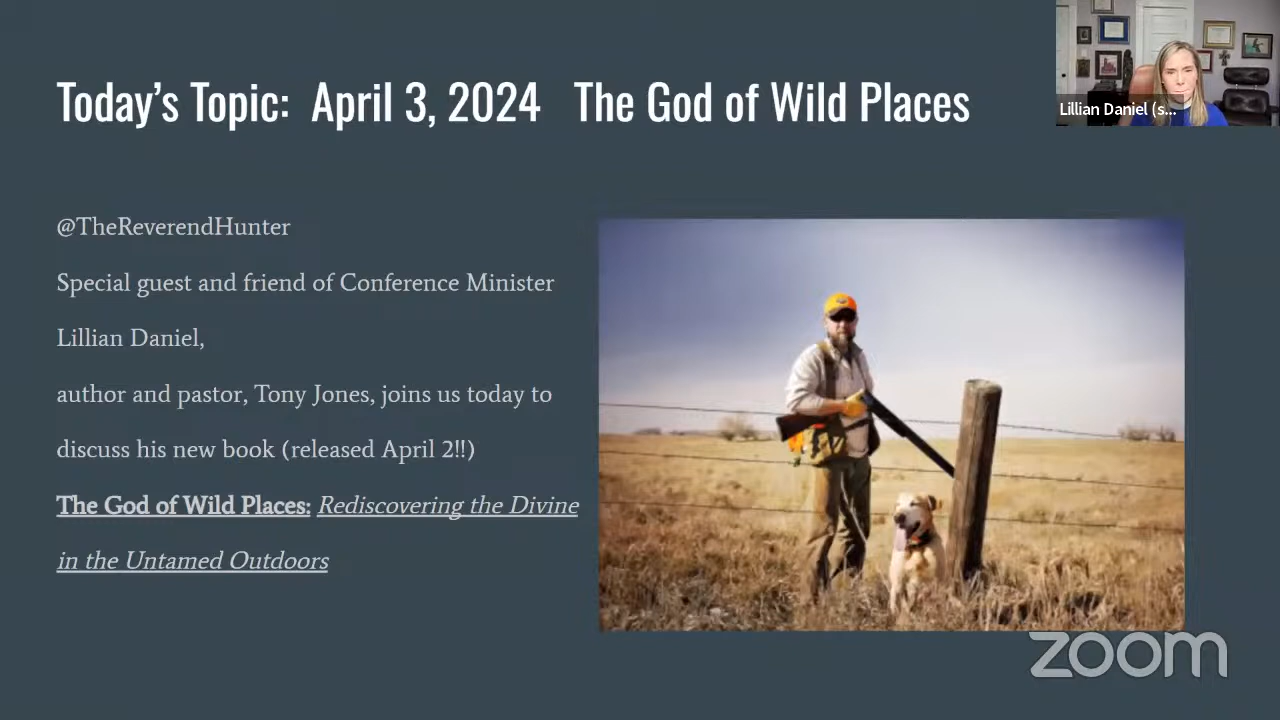 Today's Topic:  April 3, 2024   The God of Wild Places
Lillian Daniel (s...
@TheReverendHunter
Special guest and friend of Conference Minister
Lillian Daniel,
author and pastor, Tony Jones, joins us today to
discuss his new book (released April 2!!)
The God of Wild Places: Rediscovering the Divine
in the Untamed Outdoors
zoom